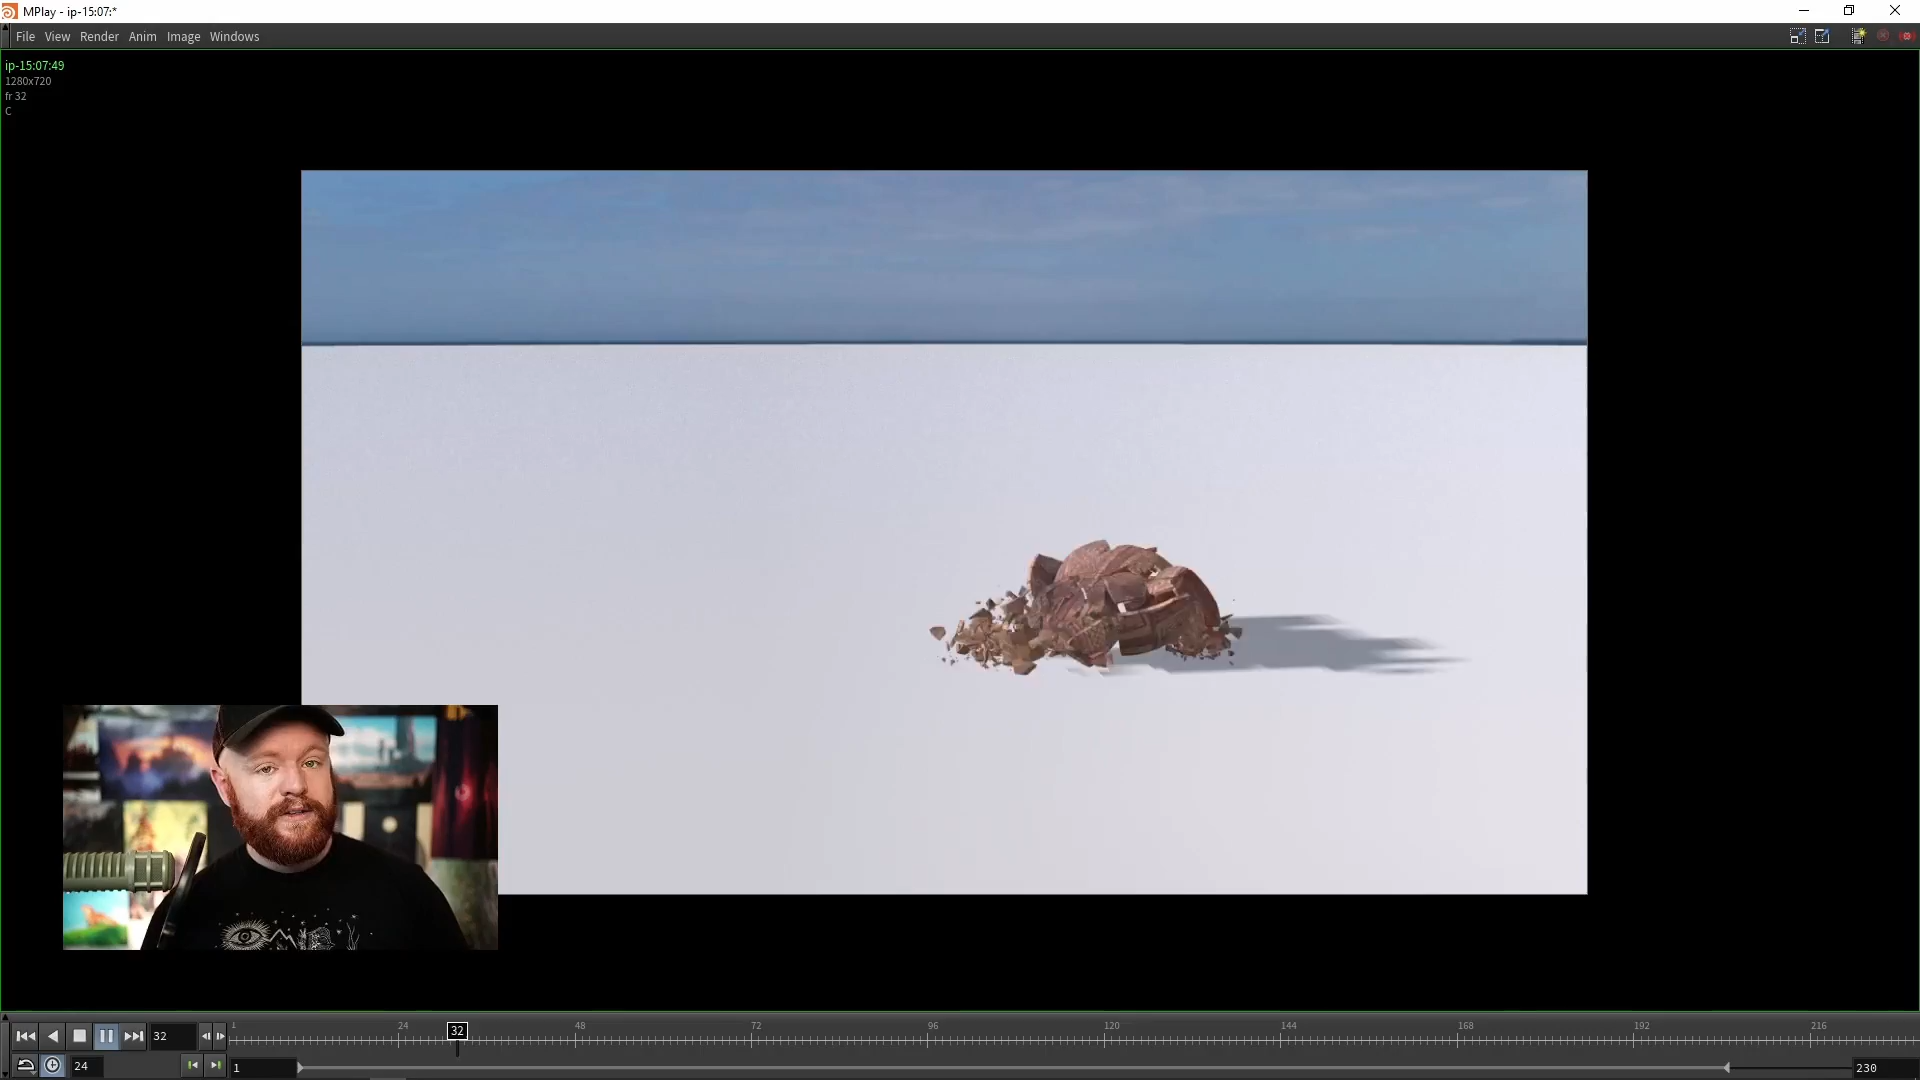 MPlay - ip-15:07:*
File View Render Anim Image Windows
ip-15:07:49
1280x720
fr 32
C
32 1 24 32 48 72 96 120 144 168 192 216
24 1 230